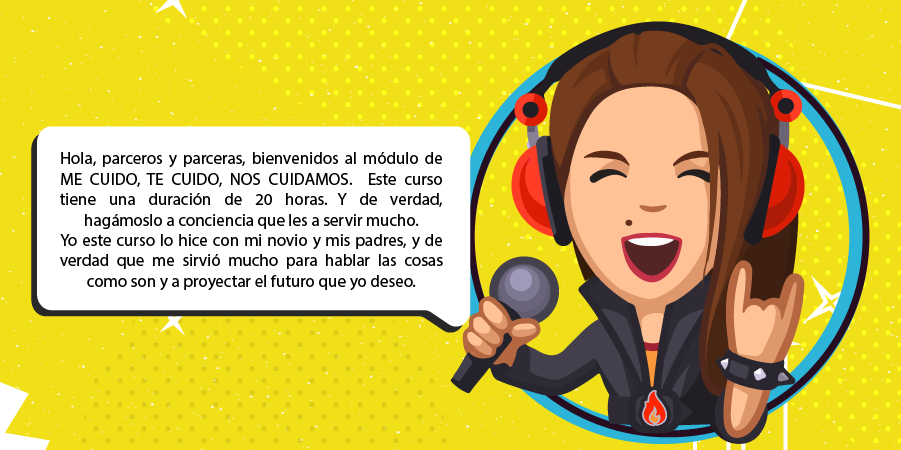 Hola, parceros y parceras, bienvenidos al módulo de
ME CUIDO, TE CUIDO, NOS CUIDAMOS. Este curso
tiene una duración de 20 horas. Y de verdad,
hagámoslo a conciencia que les a servir mucho.
Yo este curso lo hice con mi novio y mis padres, y de
verdad que me sirvió mucho para hablar las cosas
como son y a proyectar el futuro que yo deseo.